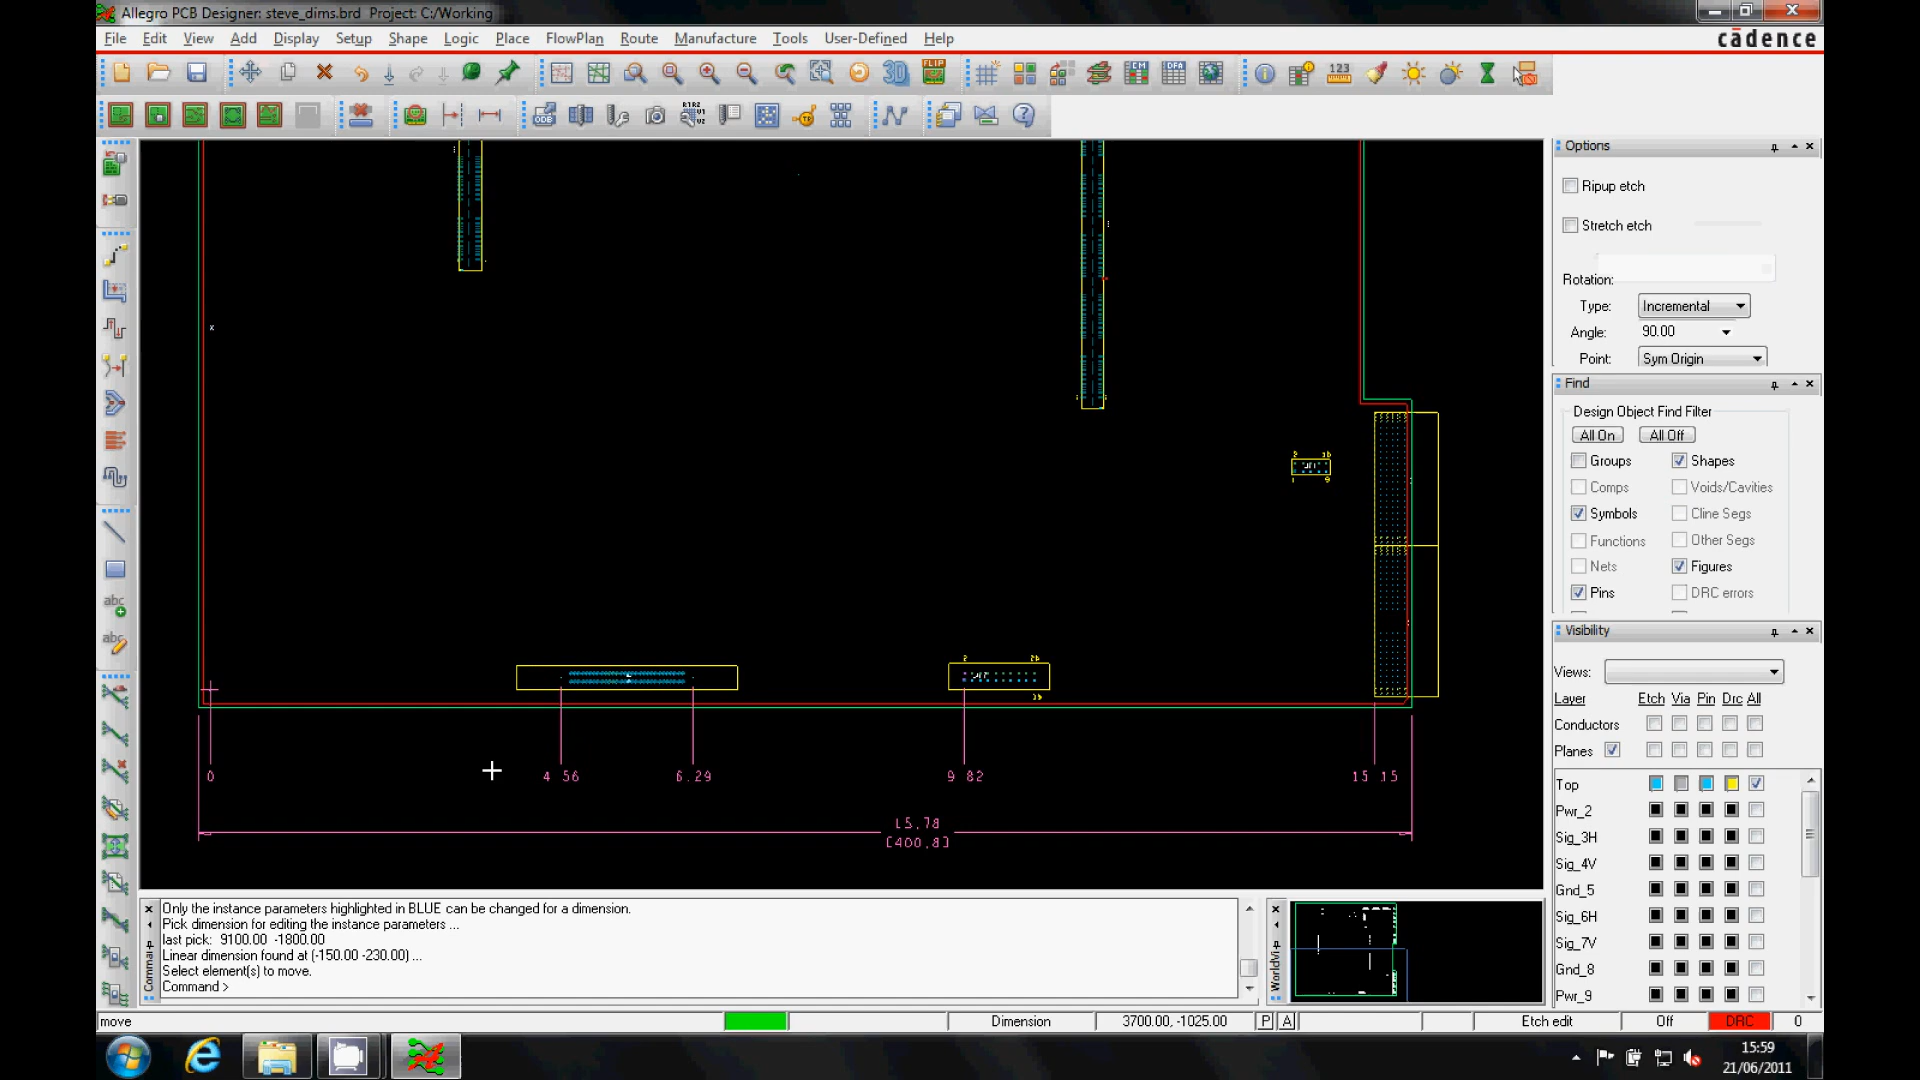 Allegro PCB Designer: steve_dims.brd  Project: C:/Working
File Edit View Add Display Setup Shape Logic Place FlowPlan Route Manufacture Tools User-Defined Help
cādence
Options
Ripup etch
Stretch etch
Rotation:
Type: Incremental
Angle: 90.00
Point: Sym Origin
Find
Design Object Find Filter
All On All Off
Groups Shapes
Comps Voids/Cavities
Symbols Cline Segs
Functions Other Segs
Nets Figures
Pins DRC errors
Visibility
Views:
Layer Etch Via Pin Drc All
Conductors
Planes
Top
Pwr_2
Sig_3H
Sig_4V
Gnd_5
Sig_6H
Sig_7V
Gnd_8
Pwr_9
0 4 56 6.29 9 82 15 15
15.78
[400.8]
Only the instance parameters highlighted in BLUE can be changed for a dimension.
Pick dimension for editing the instance parameters ...
last pick:  9100.00  -1800.00
Linear dimension found at (-150.00 -230.00) ...
Select element(s) to move.
Command >
Command
WorldVi
move Dimension 3700.00, -1025.00 P A Etch edit Off DRC 0
15:59
21/06/2011